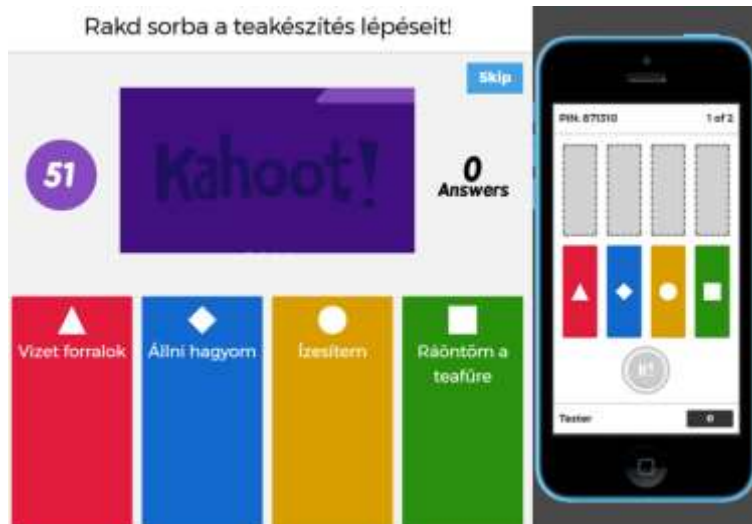 Rakd sorba a teakészítés lépéseit!
Skip
51
Kahoot!
0
Answers
Vizet forralok
Állni hagyom
Ízesítem
Ráöntöm a
teafűre
PIN: 871310
1 of 2
Tester
0